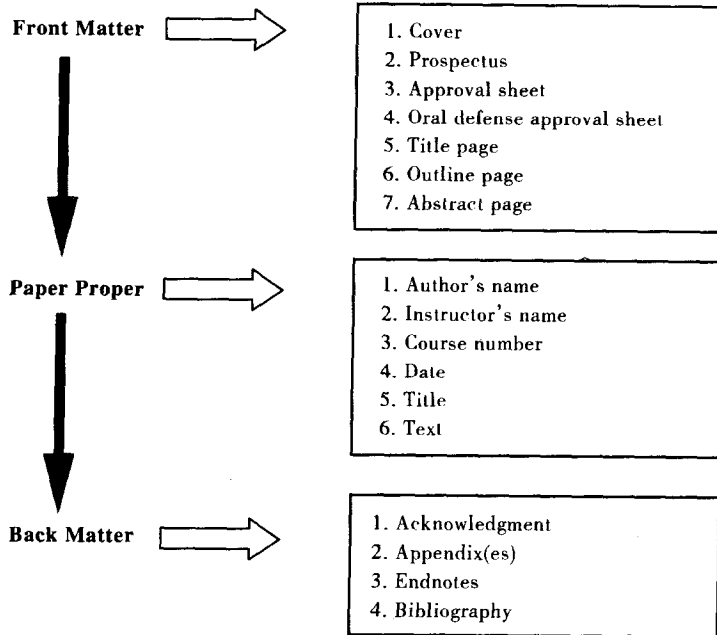 Front Matter
1. Cover
2. Prospectus
3. Approval sheet
4. Oral defense approval sheet
5. Title page
6. Outline page
7. Abstract page
Paper Proper
1. Author's name
2. Instructor's name
3. Course number
4. Date
5. Title
6. Text
Back Matter
1. Acknowledgment
2. Appendix(es)
3. Endnotes
4. Bibliography